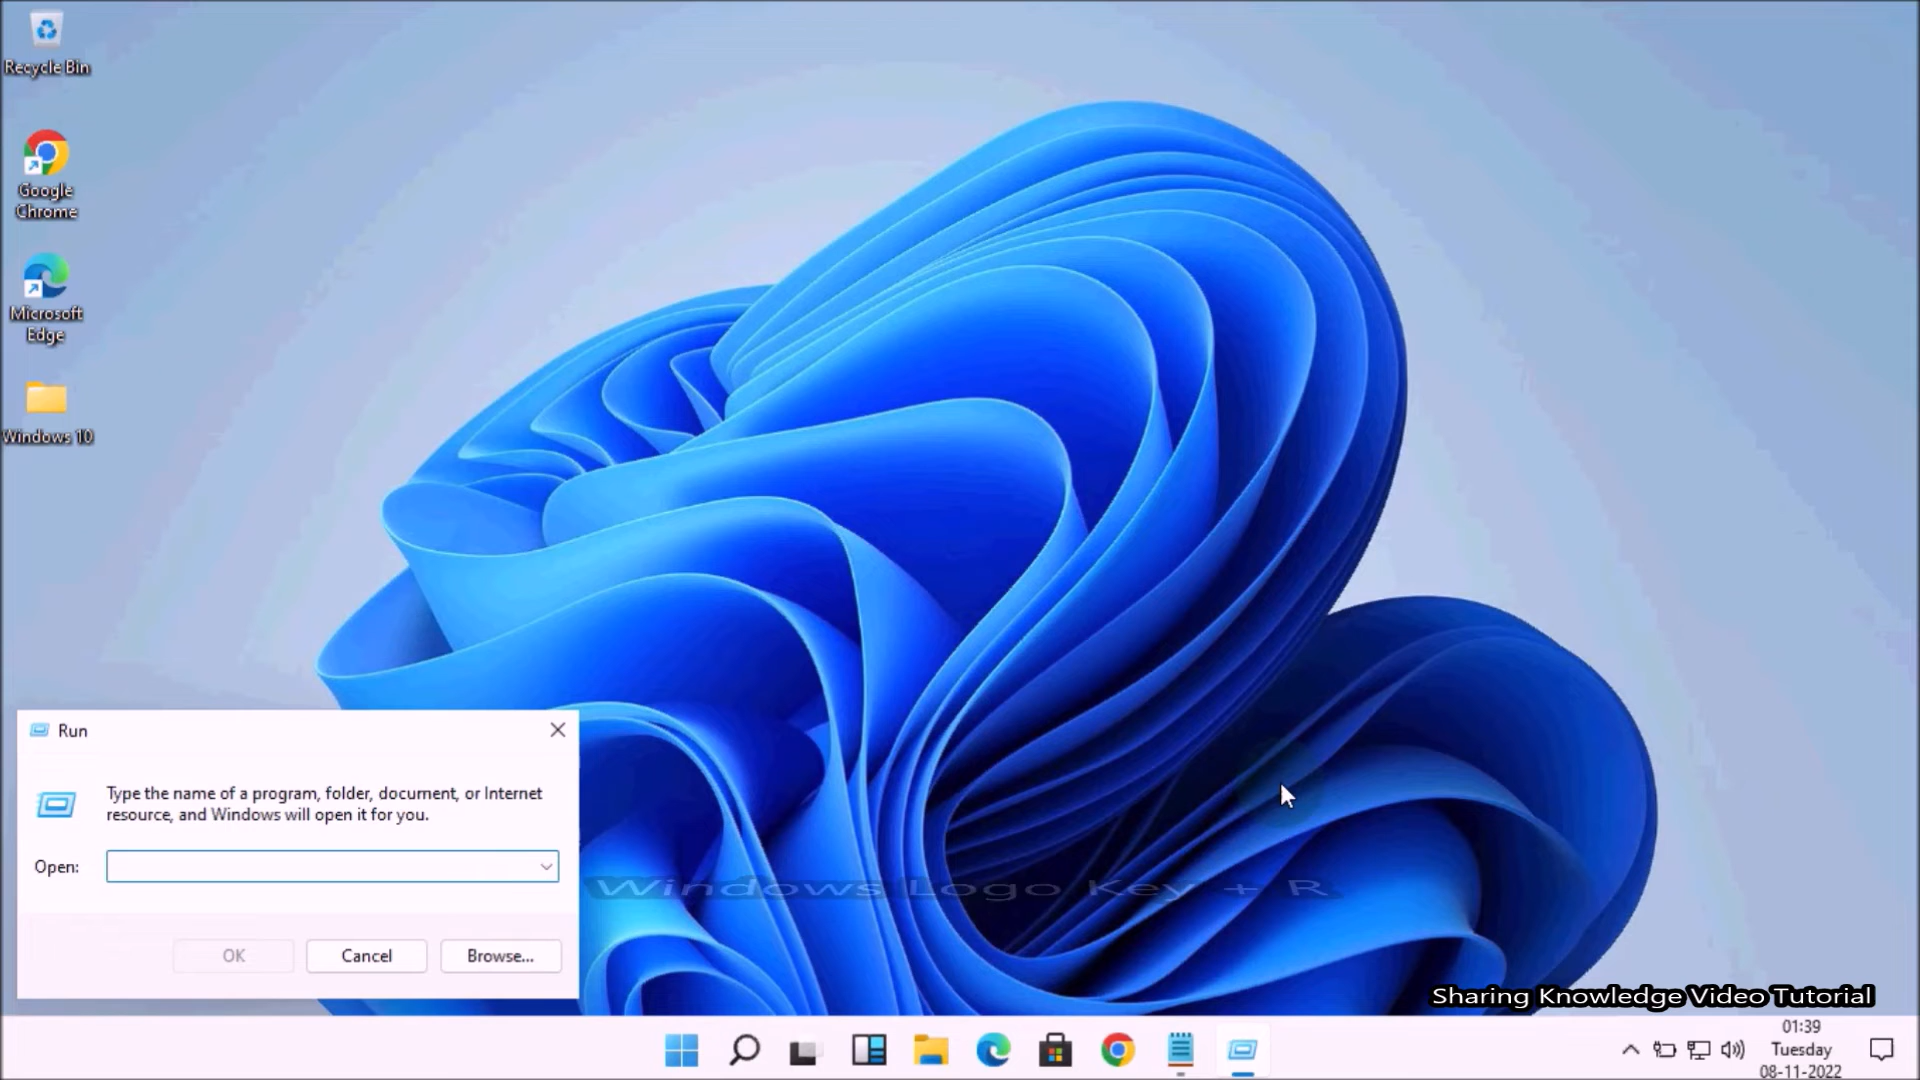 Recycle Bin
Google
Chrome
Microsoft
Edge
Windows 10
Run
Type the name of a program, folder, document, or Internet
resource, and Windows will open it for you.
Open:
OK
Cancel
Browse...
Windows Logo Key + R
Sharing Knowledge Video Tutorial
01:39
Tuesday
08-11-2022